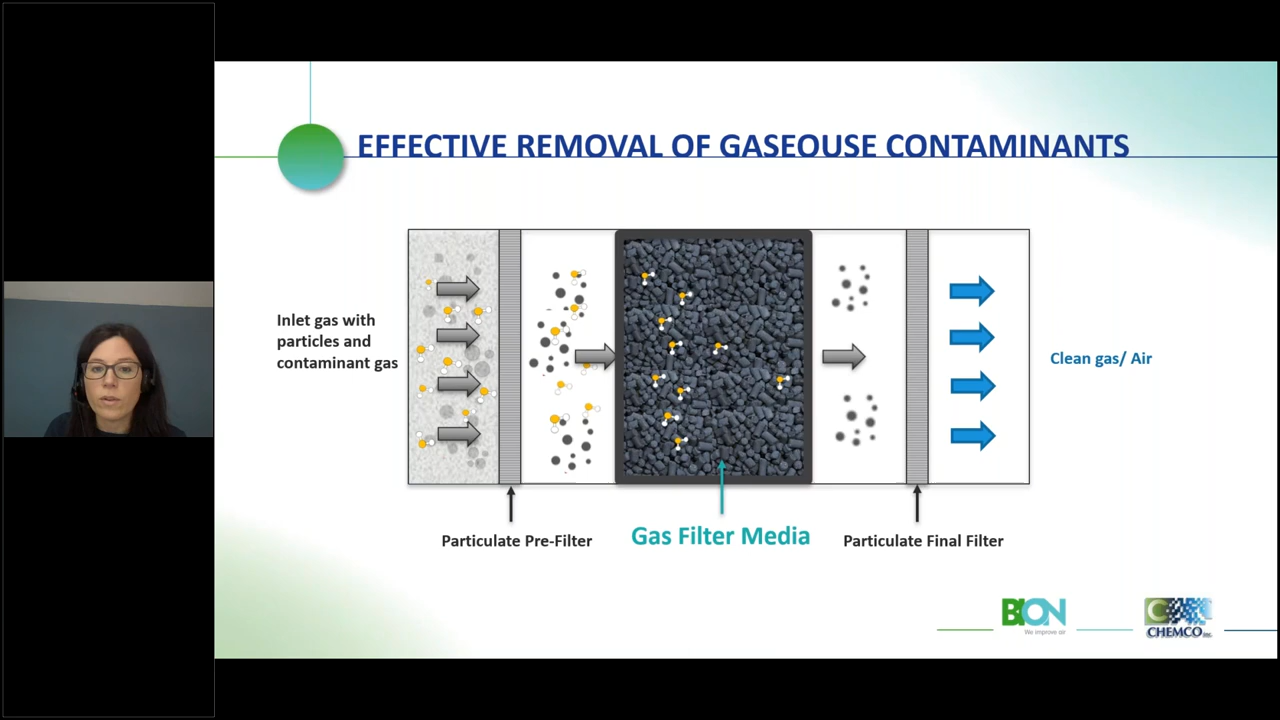 EFFECTIVE REMOVAL OF GASEOUSE CONTAMINANTS
Inlet gas with
particles and
contaminant gas
Clean gas/ Air
Particulate Pre-Filter
Gas Filter Media
Particulate Final Filter
BION
We improve air
C
CHEMCO inc.